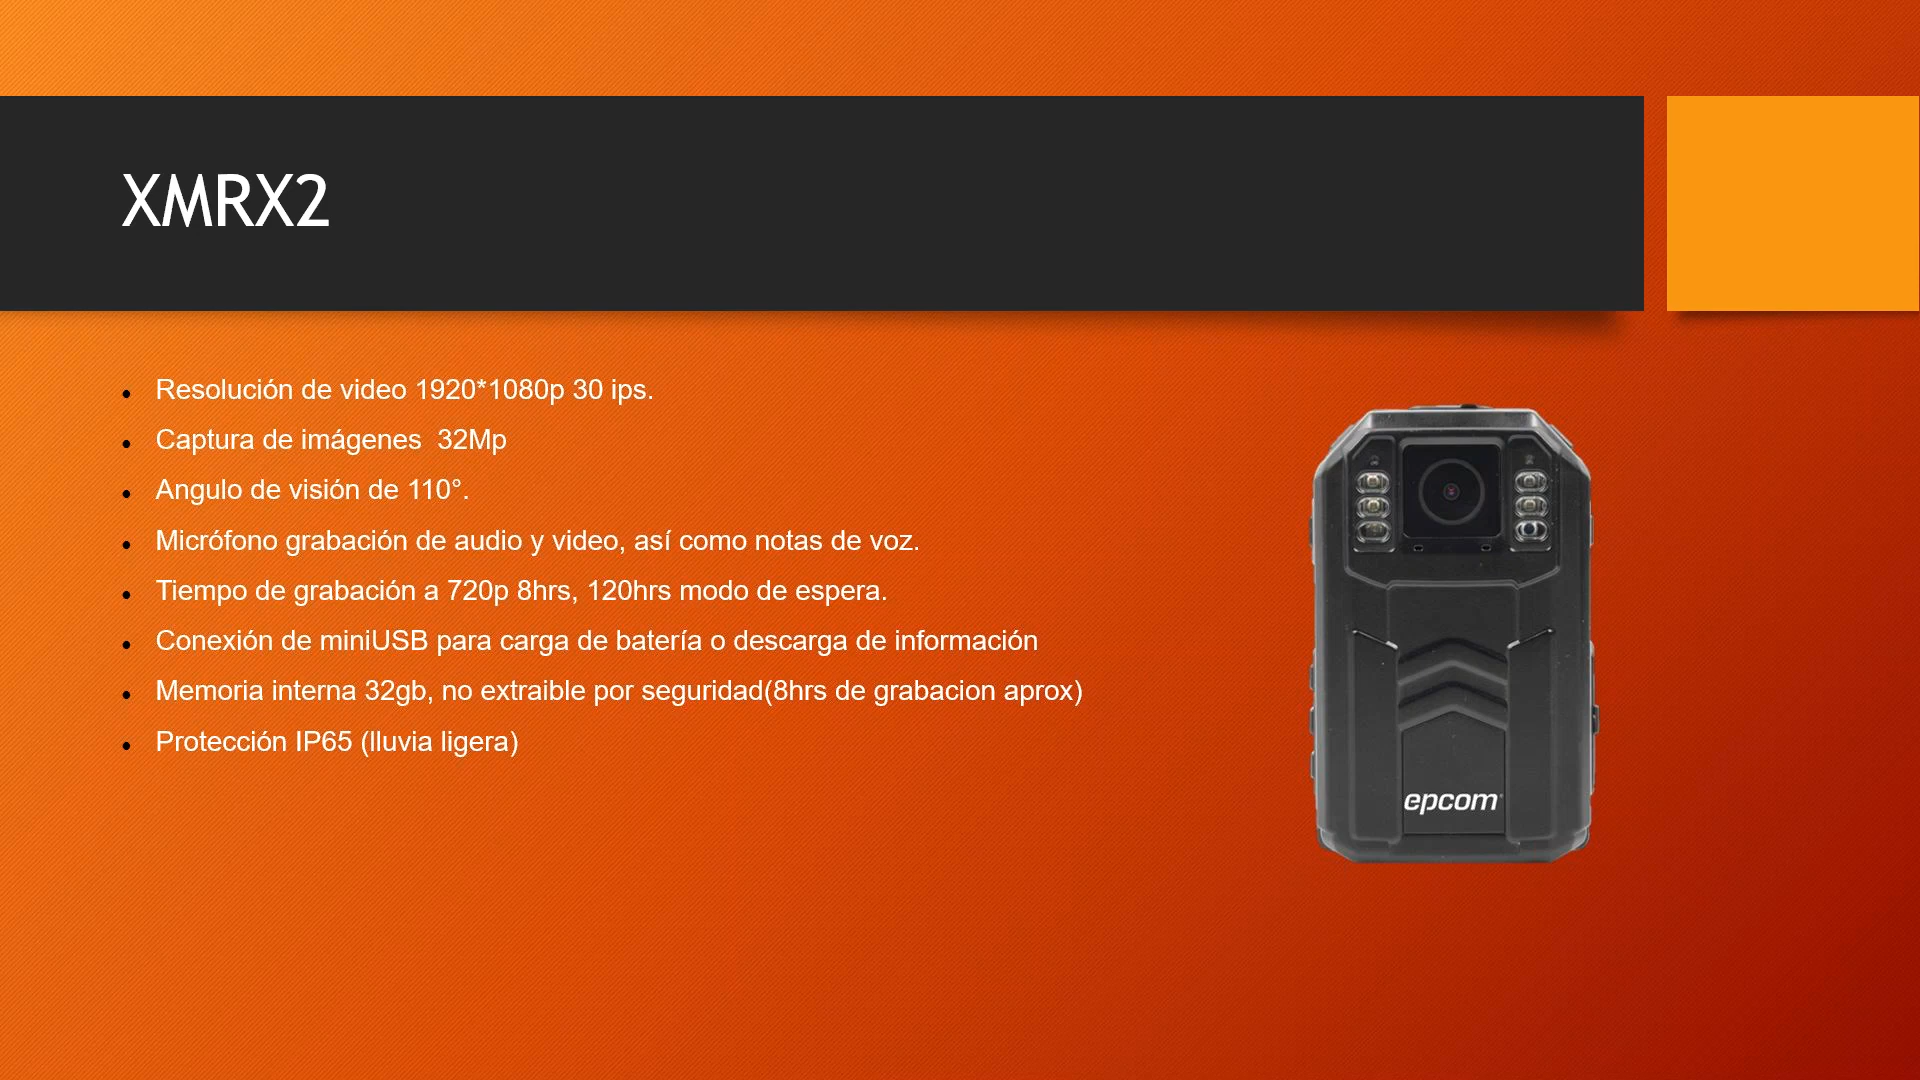 XMRX2
Resolución de video 1920*1080p 30 ips.
Captura de imágenes  32Mp
Angulo de visión de 110°.
Micrófono grabación de audio y video, así como notas de voz.
Tiempo de grabación a 720p 8hrs, 120hrs modo de espera.
Conexión de miniUSB para carga de batería o descarga de información
Memoria interna 32gb, no extraible por seguridad(8hrs de grabacion aprox)
Protección IP65 (lluvia ligera)
epcom